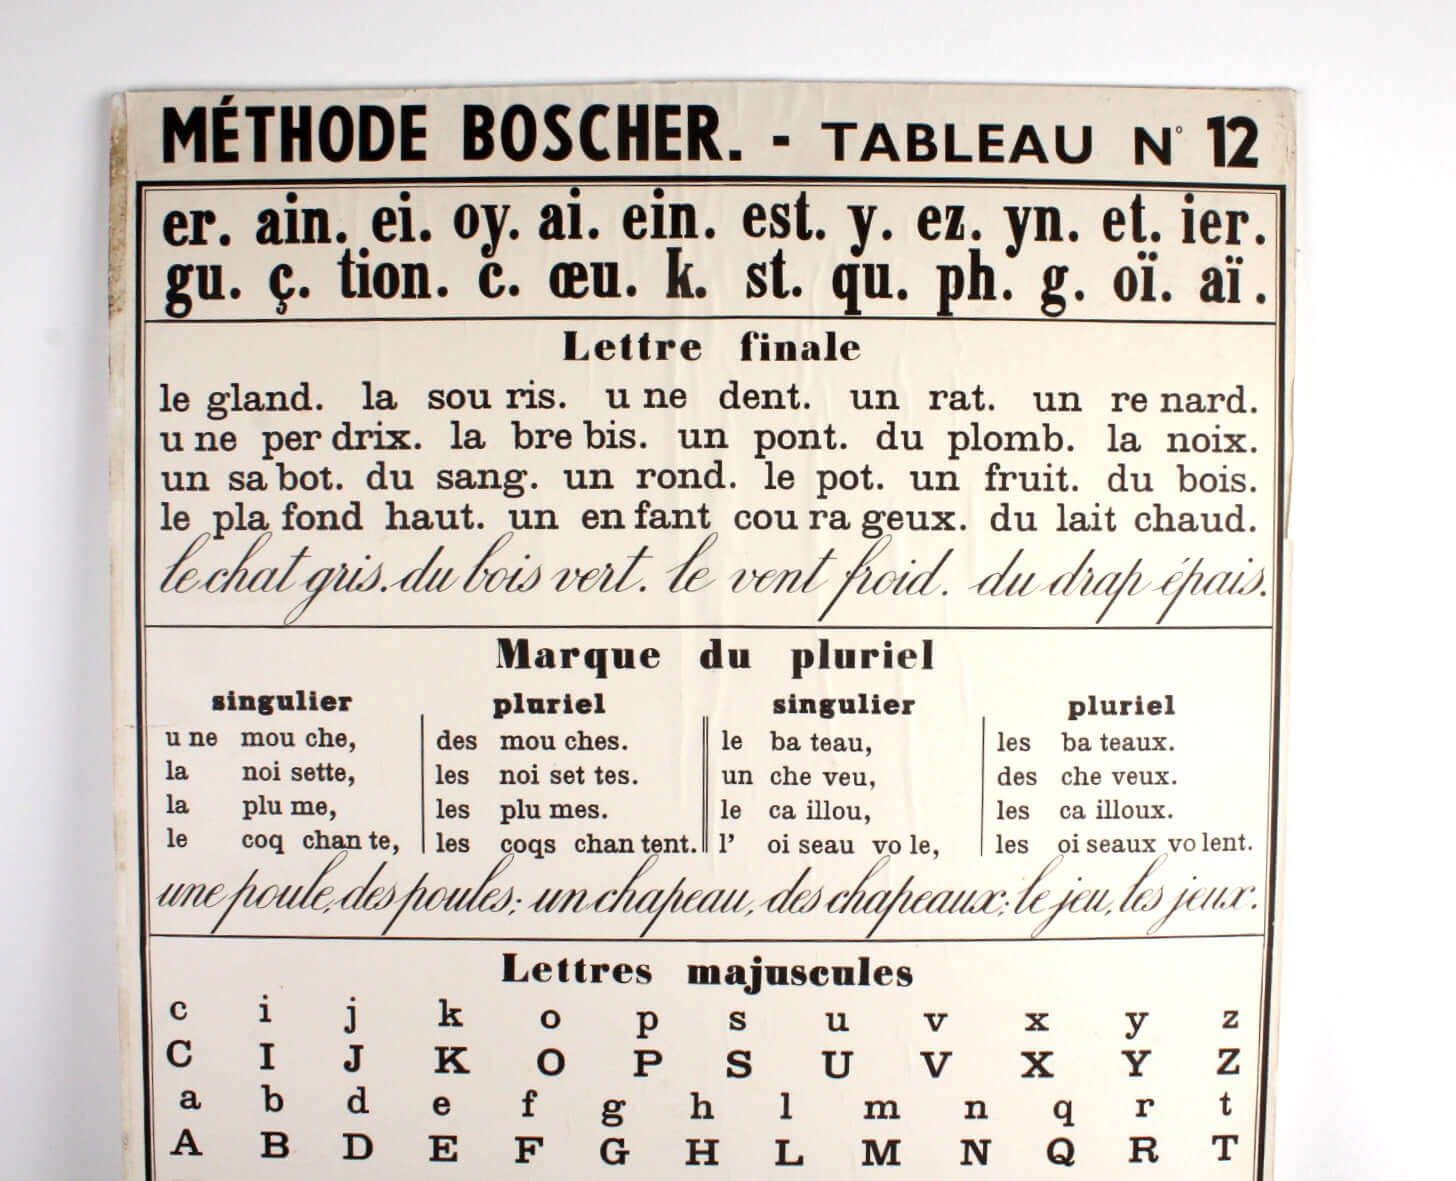 MÉTHODE BOSCHER. - TABLEAU N° 12
er. ain. ei. oy. ai. ein. est. y. ez. yn. et. ier.
gu. ç. tion. c. œu. k. st. qu. ph. g. oï. aï.
Lettre finale
le gland. la sou ris. u ne dent. un rat. un re nard.
u ne per drix. la bre bis. un pont. du plomb. la noix.
un sa bot. du sang. un rond. le pot. un fruit. du bois.
le pla fond haut. un en fant cou ra geux. du lait chaud.
le chat gris. du bois vert. le vent froid. du drap épais.
Marque du pluriel
singulier pluriel singulier pluriel
u ne mou che, des mou ches. le ba teau, les ba teaux.
la noi sette, les noi set tes. un che veu, des che veux.
la plu me, les plu mes. le ca illou, les ca illoux.
le coq chan te, les coqs chan tent. l' oi seau vo le, les oi seaux vo lent.
une poule, des poules; un chapeau, des chapeaux; le jeu, les jeux.
Lettres majuscules
c i j k o p s u v x y z
C I J K O P S U V X Y Z
a b d e f g h l m n q r t
A B D E F G H L M N Q R T